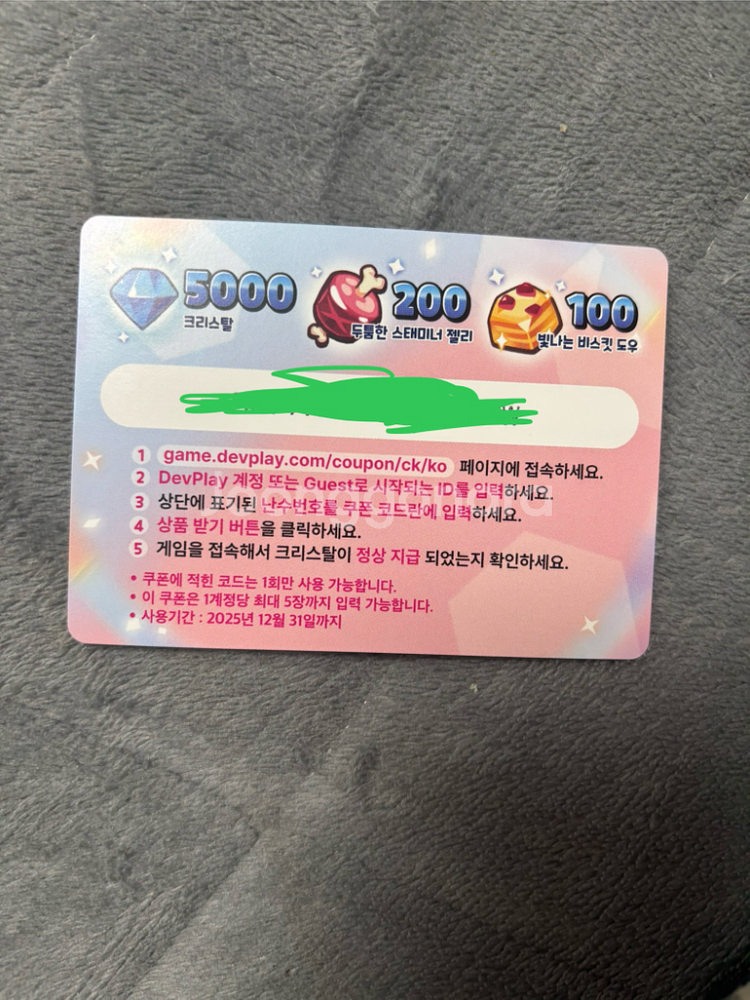 5000
크리스탈
200
두툼한 스태미너 젤리
100
빛나는 비스킷 도우
1 game.devplay.com/coupon/ck/ko 페이지에 접속하세요.
2 DevPlay 계정 또는 Guest로 시작되는 ID를 입력하세요.
3 상단에 표기된 난수번호를 쿠폰 코드란에 입력하세요.
4 상품 받기 버튼을 클릭하세요.
5 게임을 접속해서 크리스탈이 정상 지급 되었는지 확인하세요.
• 쿠폰에 적힌 코드는 1회만 사용 가능합니다.
• 이 쿠폰은 1계정당 최대 5장까지 입력 가능합니다.
• 사용기간 : 2025년 12월 31일까지